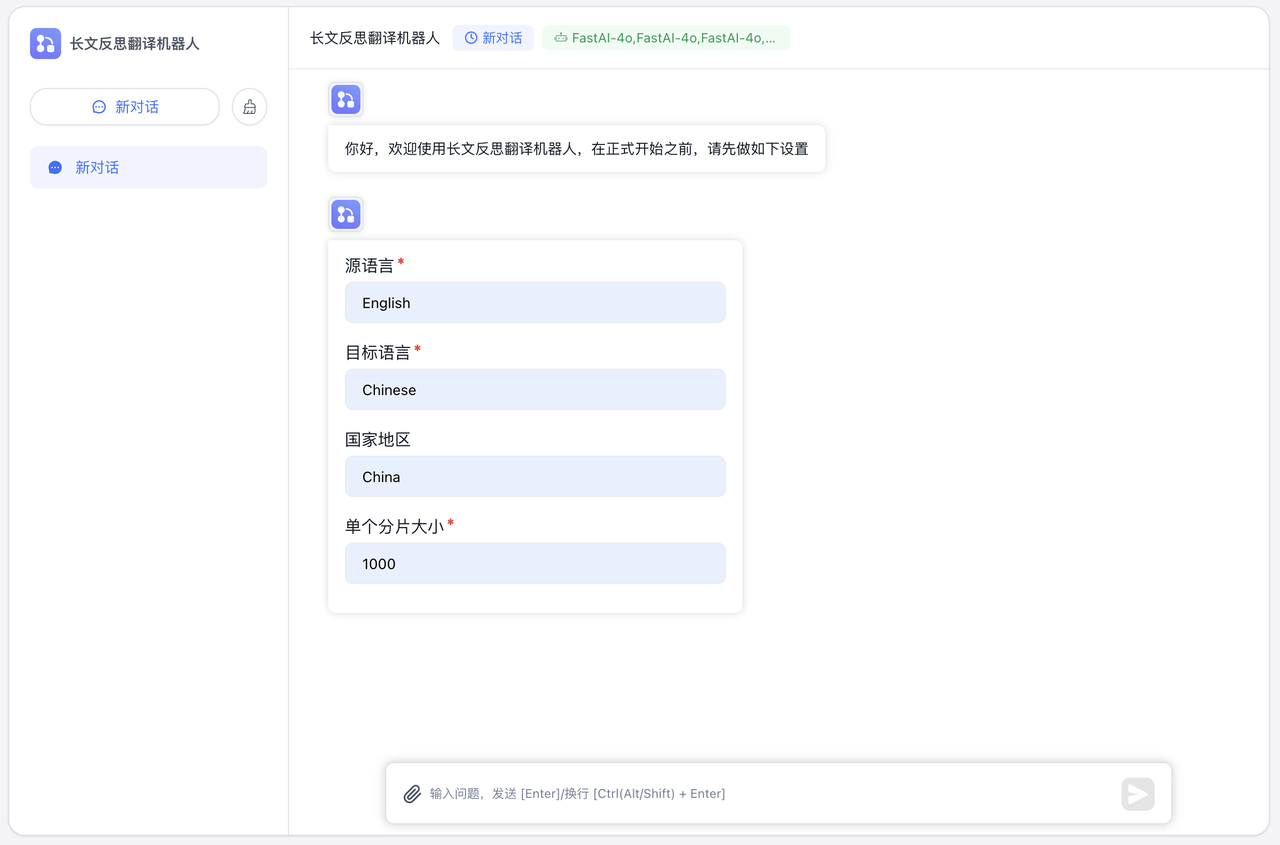 长文反思翻译机器人
新对话
新对话
长文反思翻译机器人
新对话
FastAI-4o,FastAI-4o,FastAI-4o,...
你好，欢迎使用长文反思翻译机器人，在正式开始之前，请先做如下设置
源语言*
English
目标语言*
Chinese
国家地区
China
单个分片大小*
1000
输入问题，发送 [Enter]/换行 [Ctrl(Alt/Shift) + Enter]